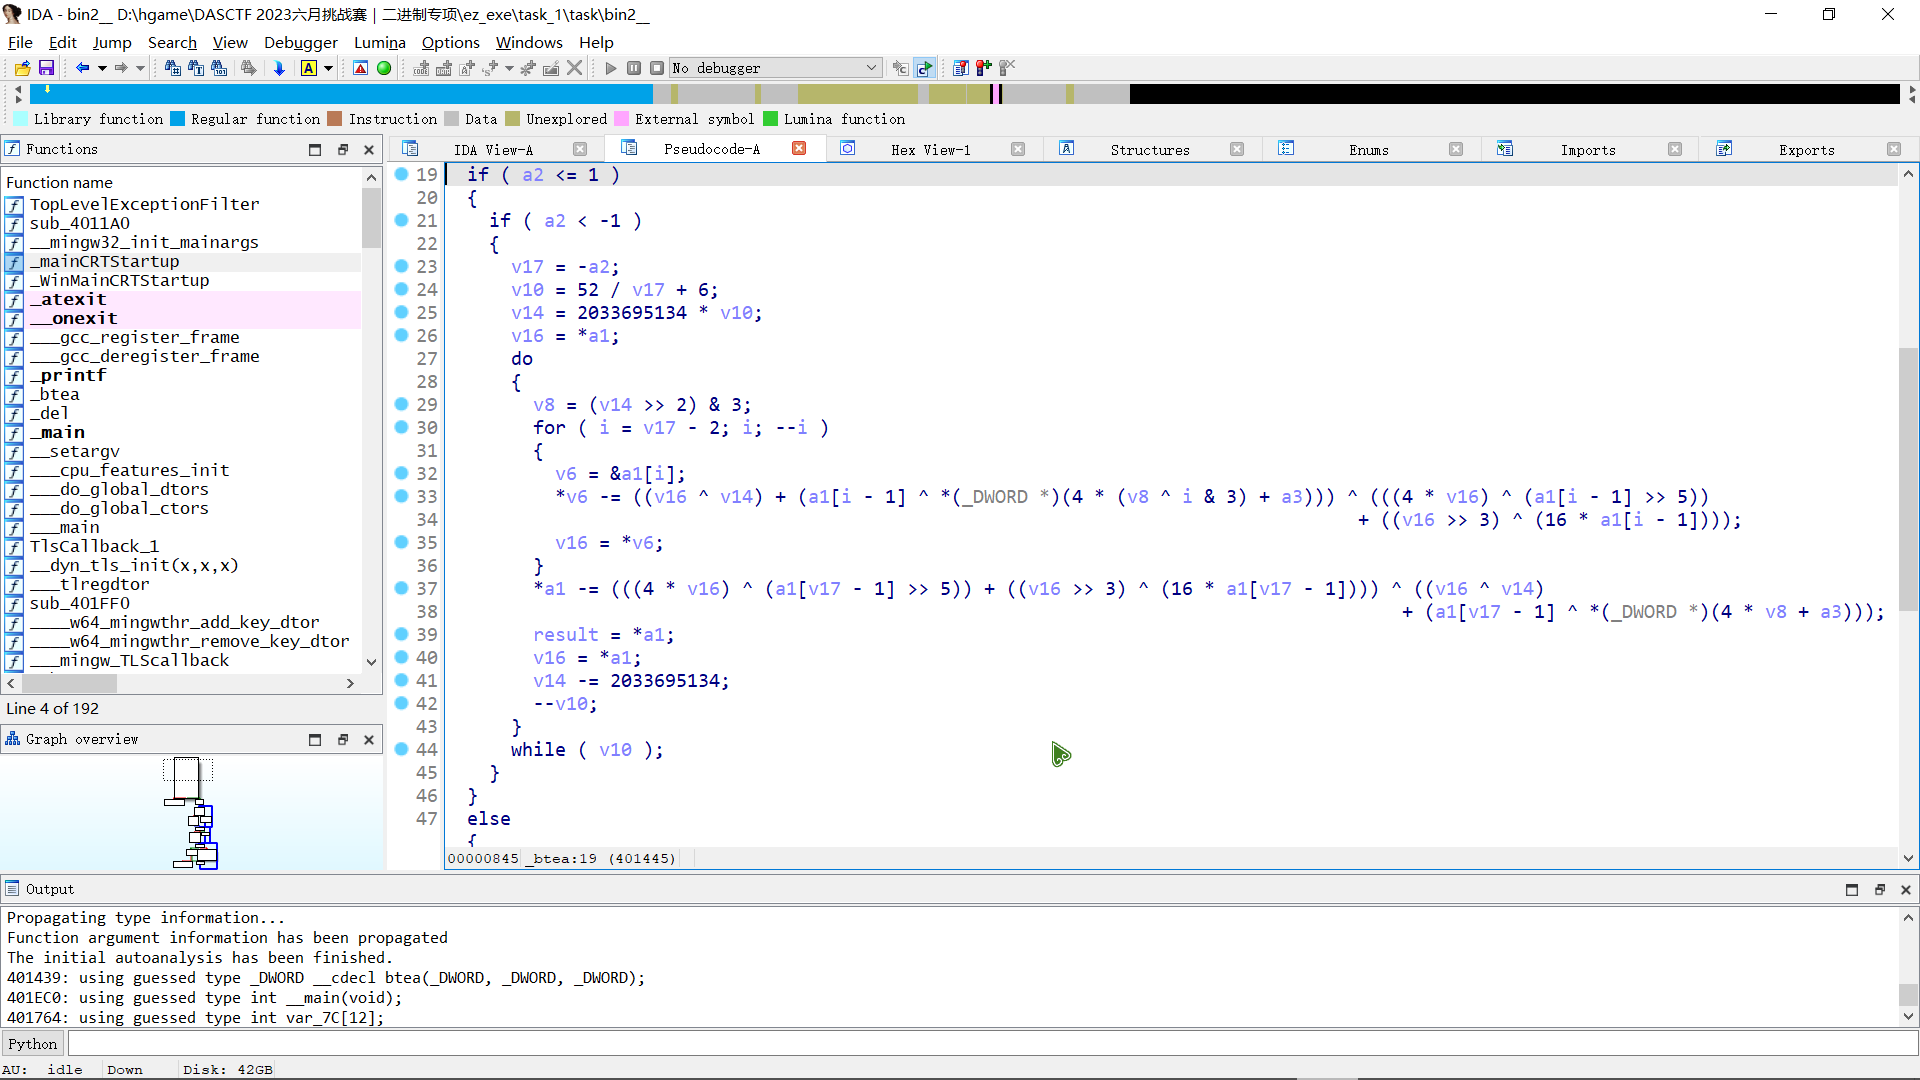 IDA - bin2__ D:\hgame\DASCTF 2023六月挑战赛｜二进制专项\ez_exe\task_1\task\bin2__
File Edit Jump Search View Debugger Lumina Options Windows Help
No debugger
Library function Regular function Instruction Data Unexplored External symbol Lumina function
Functions
IDA View-A Pseudocode-A Hex View-1 Structures Enums Imports Exports
Function name
TopLevelExceptionFilter
sub_4011A0
__mingw32_init_mainargs
_mainCRTStartup
_WinMainCRTStartup
_atexit
__onexit
___gcc_register_frame
___gcc_deregister_frame
_printf
_btea
_del
_main
__setargv
___cpu_features_init
___do_global_dtors
___do_global_ctors
___main
TlsCallback_1
__dyn_tls_init(x,x,x)
___tlregdtor
sub_401FF0
____w64_mingwthr_add_key_dtor
____w64_mingwthr_remove_key_dtor
___mingw_TLScallback
Line 4 of 192
Graph overview
19 if ( a2 <= 1 )
20 {
21 if ( a2 < -1 )
22 {
23 v17 = -a2;
24 v10 = 52 / v17 + 6;
25 v14 = 2033695134 * v10;
26 v16 = *a1;
27 do
28 {
29 v8 = (v14 >> 2) & 3;
30 for ( i = v17 - 2; i; --i )
31 {
32 v6 = &a1[i];
33 *v6 -= ((v16 ^ v14) + (a1[i - 1] ^ *(_DWORD *)(4 * (v8 ^ i & 3) + a3))) ^ (((4 * v16) ^ (a1[i - 1] >> 5))
34 + ((v16 >> 3) ^ (16 * a1[i - 1])));
35 v16 = *v6;
36 }
37 *a1 -= (((4 * v16) ^ (a1[v17 - 1] >> 5)) + ((v16 >> 3) ^ (16 * a1[v17 - 1]))) ^ ((v16 ^ v14)
38 + (a1[v17 - 1] ^ *(_DWORD *)(4 * v8 + a3)));
39 result = *a1;
40 v16 = *a1;
41 v14 -= 2033695134;
42 --v10;
43 }
44 while ( v10 );
45 }
46 }
47 else
{
00000845 _btea:19 (401445)
Output
Propagating type information...
Function argument information has been propagated
The initial autoanalysis has been finished.
401439: using guessed type _DWORD __cdecl btea(_DWORD, _DWORD, _DWORD);
401EC0: using guessed type int __main(void);
401764: using guessed type int var_7C[12];
Python
AU: idle Down Disk: 42GB